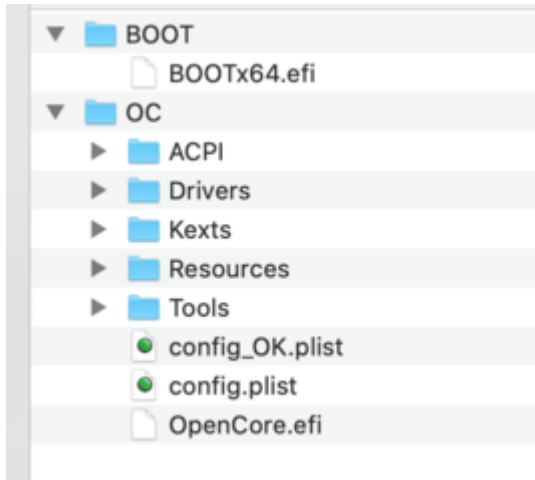 BOOT
BOOTx64.efi
OC
ACPI
Drivers
Kexts
Resources
Tools
config_OK.plist
config.plist
OpenCore.efi